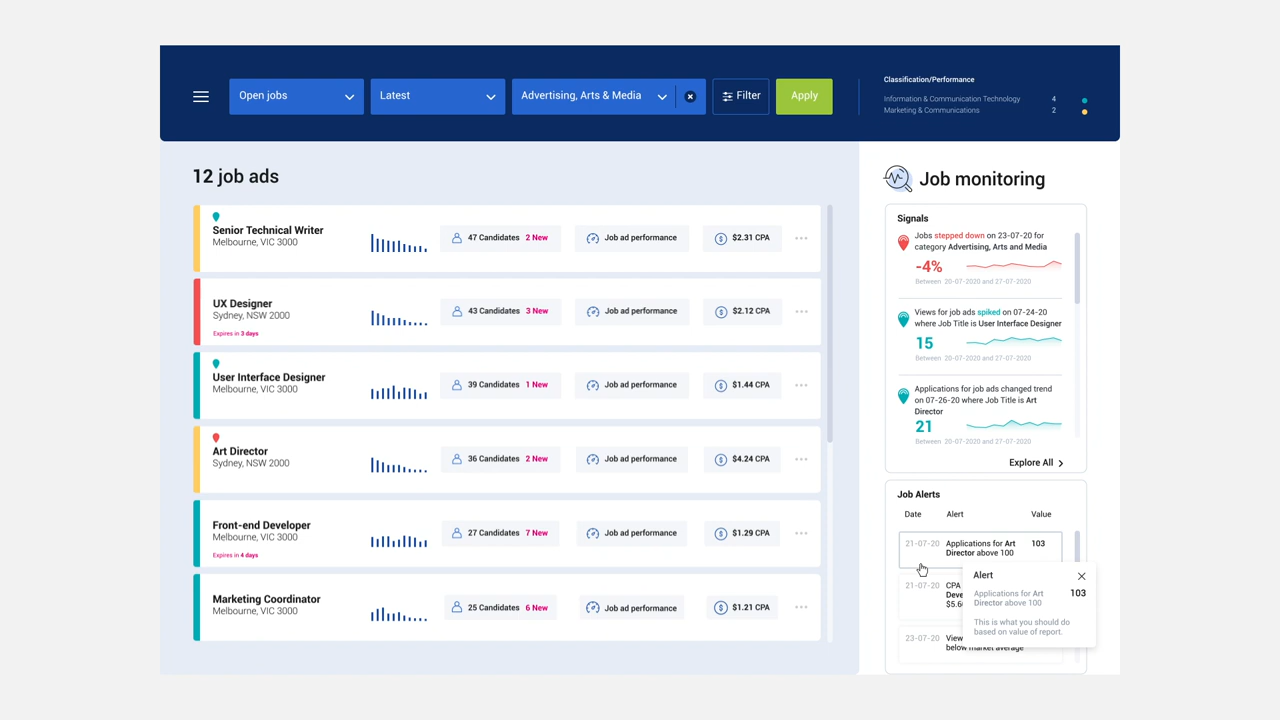 Open jobs
Latest
Advertising, Arts & Media
Filter
Apply
Classification/Performance
Information & Communication Technology 4
Marketing & Communications 2
12 job ads
Senior Technical Writer
Melbourne, VIC 3000
47 Candidates 2 New
Job ad performance
$2.31 CPA
UX Designer
Sydney, NSW 2000
Expires in 3 days
43 Candidates 3 New
Job ad performance
$2.12 CPA
User Interface Designer
Melbourne, VIC 3000
39 Candidates 1 New
Job ad performance
$1.44 CPA
Art Director
Sydney, NSW 2000
36 Candidates 2 New
Job ad performance
$4.24 CPA
Front-end Developer
Melbourne, VIC 3000
Expires in 4 days
27 Candidates 7 New
Job ad performance
$1.29 CPA
Marketing Coordinator
Melbourne, VIC 3000
25 Candidates 6 New
Job ad performance
$1.21 CPA
Job monitoring
Signals
Jobs stepped down on 23-07-20 for
category Advertising, Arts and Media
-4%
Between 20-07-2020 and 27-07-2020
Views for job ads spiked on 07-24-20
where Job Title is User Interface Designer
15
Between 20-07-2020 and 27-07-2020
Applications for job ads changed trend
on 07-26-20 where Job Title is Art
Director
21
Between 20-07-2020 and 27-07-2020
Explore All
Job Alerts
Date Alert Value
21-07-20 Applications for Art 103
Director above 100
21-07-20 CPA
23-07-20 View
below market average
Alert
Applications for Art 103
Director above 100
This is what you should do
based on value of report.